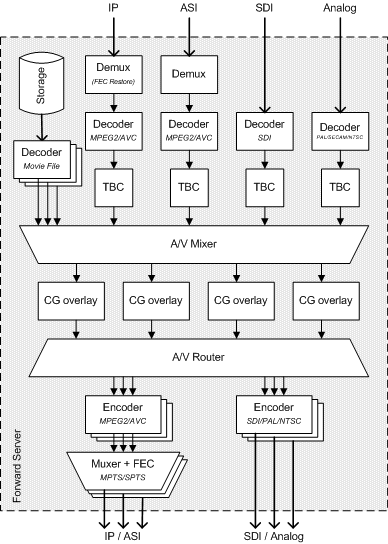 IP
ASI
SDI
Analog
Storage
Demux
(FEC Restore)
Demux
Decoder
MPEG2/AVC
Decoder
MPEG2/AVC
Decoder
SDI
Decoder
PAL/SECAM/NTSC
Decoder
Movie File
TBC
TBC
TBC
TBC
A/V Mixer
CG overlay
CG overlay
CG overlay
CG overlay
A/V Router
Encoder
MPEG2/AVC
Encoder
SDI/PAL/NTSC
Muxer + FEC
MPTS/SPTS
Forward Server
IP / ASI
SDI / Analog